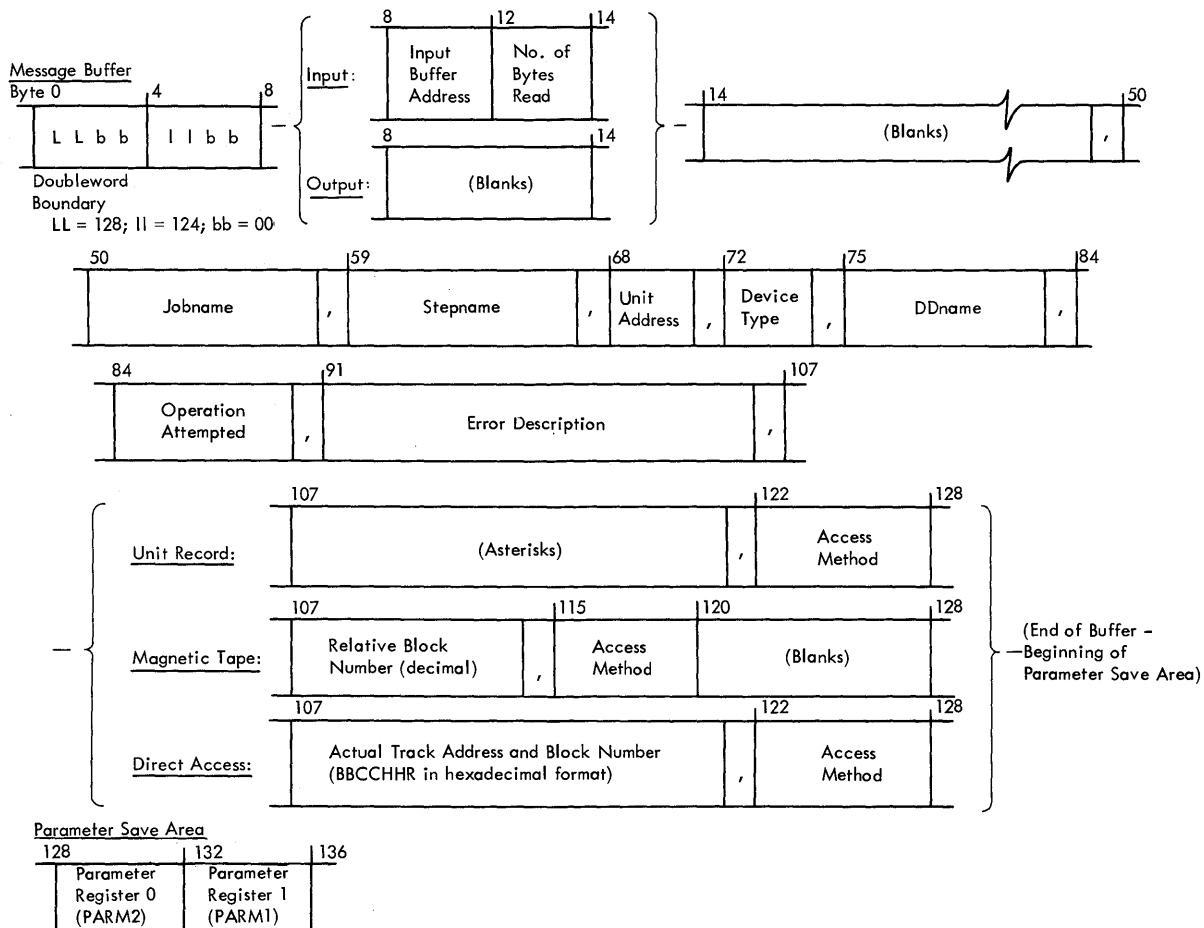 Message Buffer
Byte 0 4 8
L L b b l l b b
Doubleword
Boundary
LL = 128; ll = 124; bb = 00
Input:
8 12 14
Input
Buffer
Address
No. of
Bytes
Read
Output:
8 14
(Blanks)
14 50
(Blanks) ,
50 59 68 72 75 84
Jobname , Stepname , Unit
Address , Device
Type , DDname ,
84 91 107
Operation
Attempted , Error Description ,
107 122 128
Unit Record: (Asterisks) , Access
Method
107 115 120 128
Magnetic Tape: Relative Block
Number (decimal) , Access
Method (Blanks)
107 122 128
Direct Access: Actual Track Address and Block Number
(BBCCHHR in hexadecimal format) , Access
Method
(End of Buffer -
Beginning of
Parameter Save Area)
Parameter Save Area
128 132 136
Parameter
Register 0
(PARM2)
Parameter
Register 1
(PARM1)